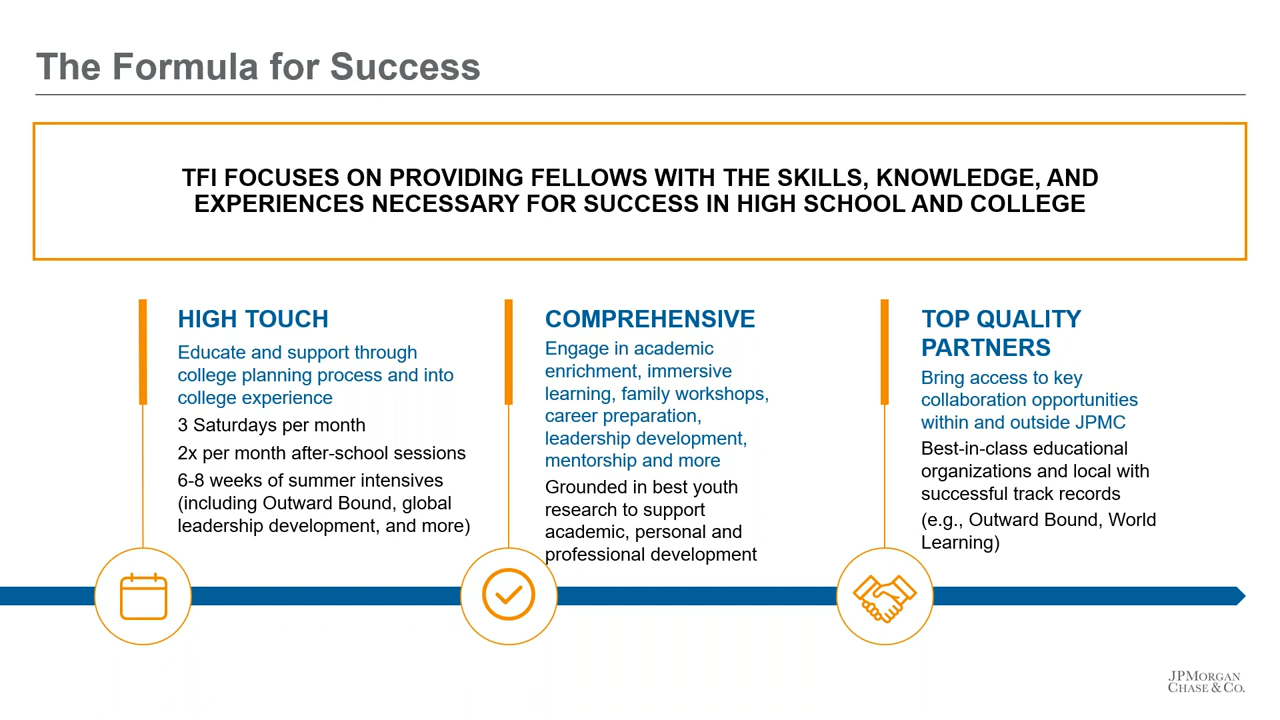 The Formula for Success
TFI FOCUSES ON PROVIDING FELLOWS WITH THE SKILLS, KNOWLEDGE, AND
EXPERIENCES NECESSARY FOR SUCCESS IN HIGH SCHOOL AND COLLEGE
HIGH TOUCH
Educate and support through
college planning process and into
college experience
3 Saturdays per month
2x per month after-school sessions
6-8 weeks of summer intensives
(including Outward Bound, global
leadership development, and more)
COMPREHENSIVE
Engage in academic
enrichment, immersive
learning, family workshops,
career preparation,
leadership development,
mentorship and more
Grounded in best youth
research to support
academic, personal and
professional development
TOP QUALITY
PARTNERS
Bring access to key
collaboration opportunities
within and outside JPMC
Best-in-class educational
organizations and local with
successful track records
(e.g., Outward Bound, World
Learning)
JPMORGAN
CHASE & CO.